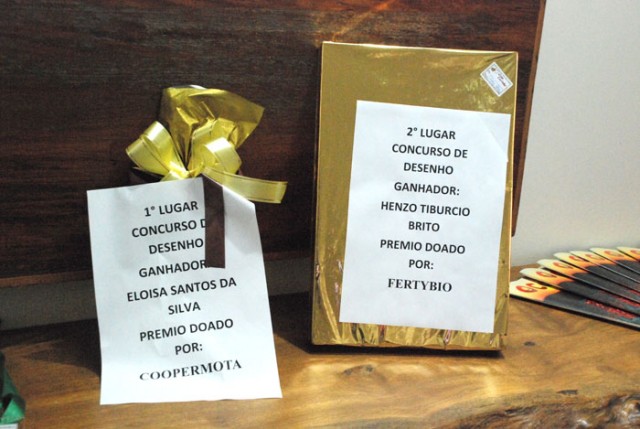 1° LUGAR
CONCURSO DE
DESENHO
GANHADOR
ELOISA SANTOS DA
SILVA
PREMIO DOADO
POR:
COOPERMOTA
2° LUGAR
CONCURSO DE
DESENHO
GANHADOR:
HENZO TIBURCIO
BRITO
PREMIO DOADO
POR:
FERTYBIO